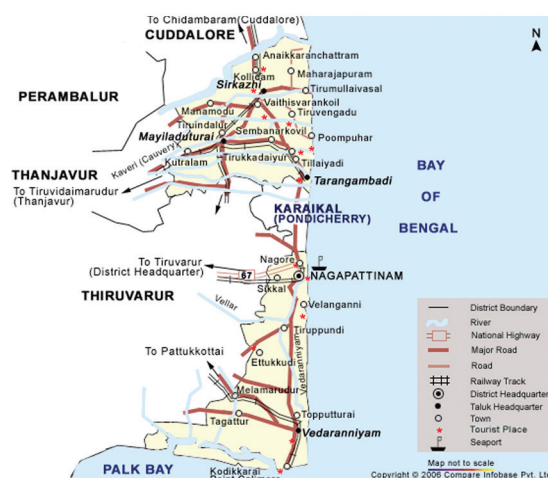 To Chidambaram(Cuddalore)
CUDDALORE
N
Anaikkaranchattram
Kollidam
Maharajapuram
Sirkazhi
Tirumullaivasal
PERAMBALUR
Vaithisvarankoil
Manamodu
Tiruvengadu
Tiruindalur
Sembanarkovil
Poompuhar
Mayiladuturai
Kaveri (Cauvery)
Kutralam
Tirukkadaiyur
Tillaiyadi
THANJAVUR
To Tiruvidaimarudur
(Thanjavur)
Tarangambadi
BAY
OF
BENGAL
KARAIKAL
(PONDICHERRY)
Nagore
To Tiruvarur
(District Headquarter)
67
NAGAPATTINAM
Sikkal
THIRUVARUR
Vellar
Velanganni
Tiruppundi
Vedaranniyam
To Pattukkottai
Ettukkudi
Melamarudur
Tagattur
Topputturai
Vedaranniyam
PALK BAY
Kodikkarai
District Boundary
River
National Highway
Major Road
Road
Railway Track
District Headquarter
Taluk Headquarter
Town
Tourist Place
Seaport
Map not to scale
Copyright © 2006 Compare Infobase Pvt. Lt